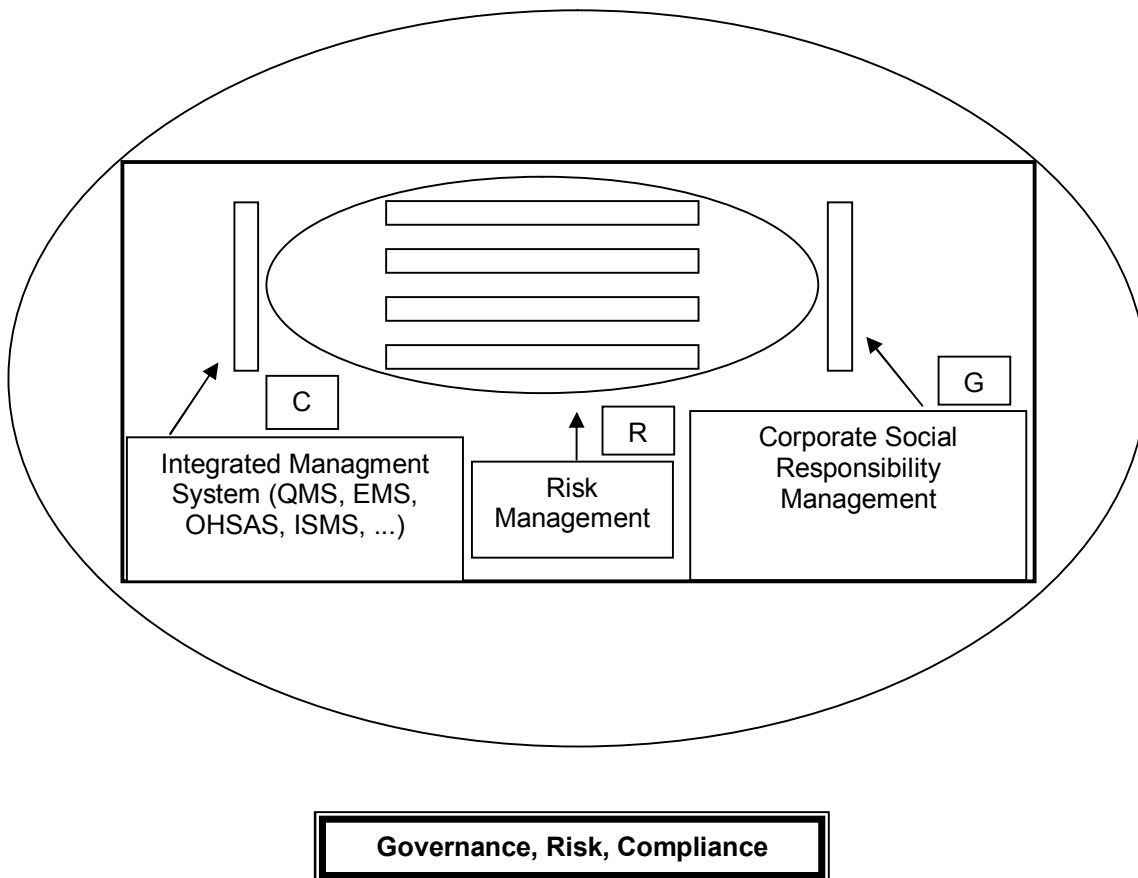 C
R
G
Integrated Managment
System (QMS, EMS,
OHSAS, ISMS, ...)
Risk
Management
Corporate Social
Responsibility
Management
Governance, Risk, Compliance